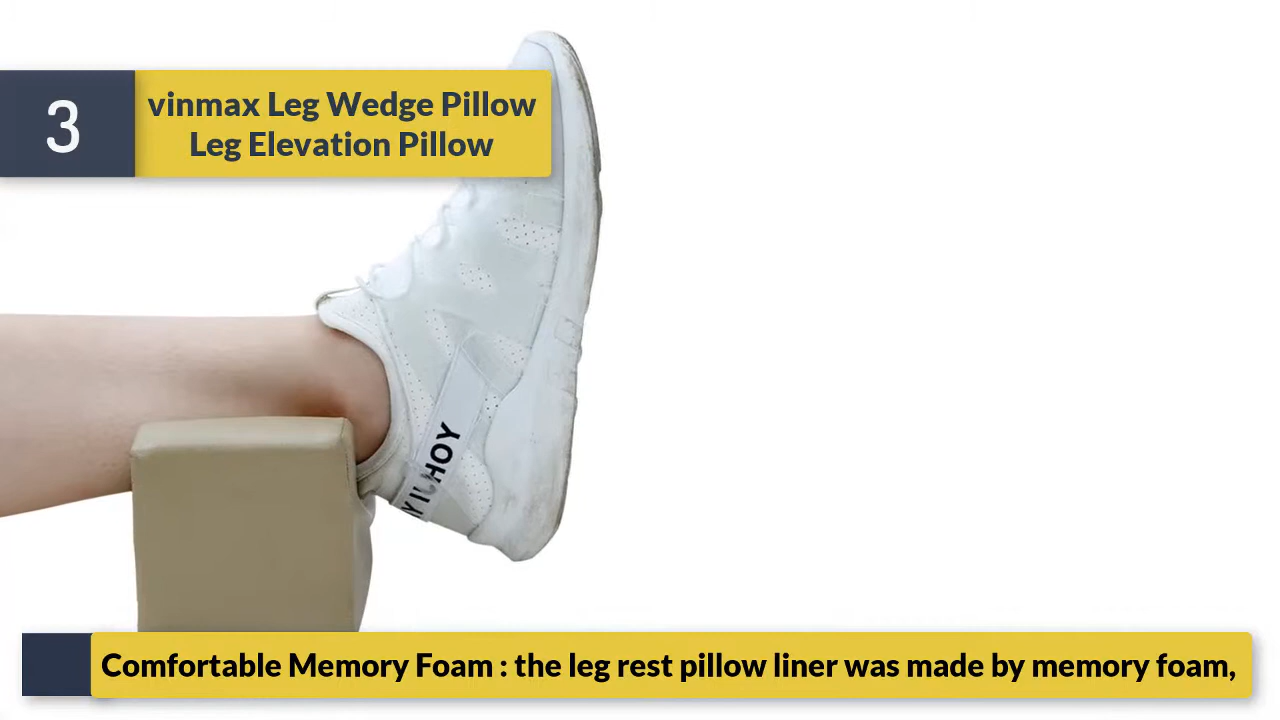 3
vinmax Leg Wedge Pillow
Leg Elevation Pillow
HOY
Comfortable Memory Foam : the leg rest pillow liner was made by memory foam,